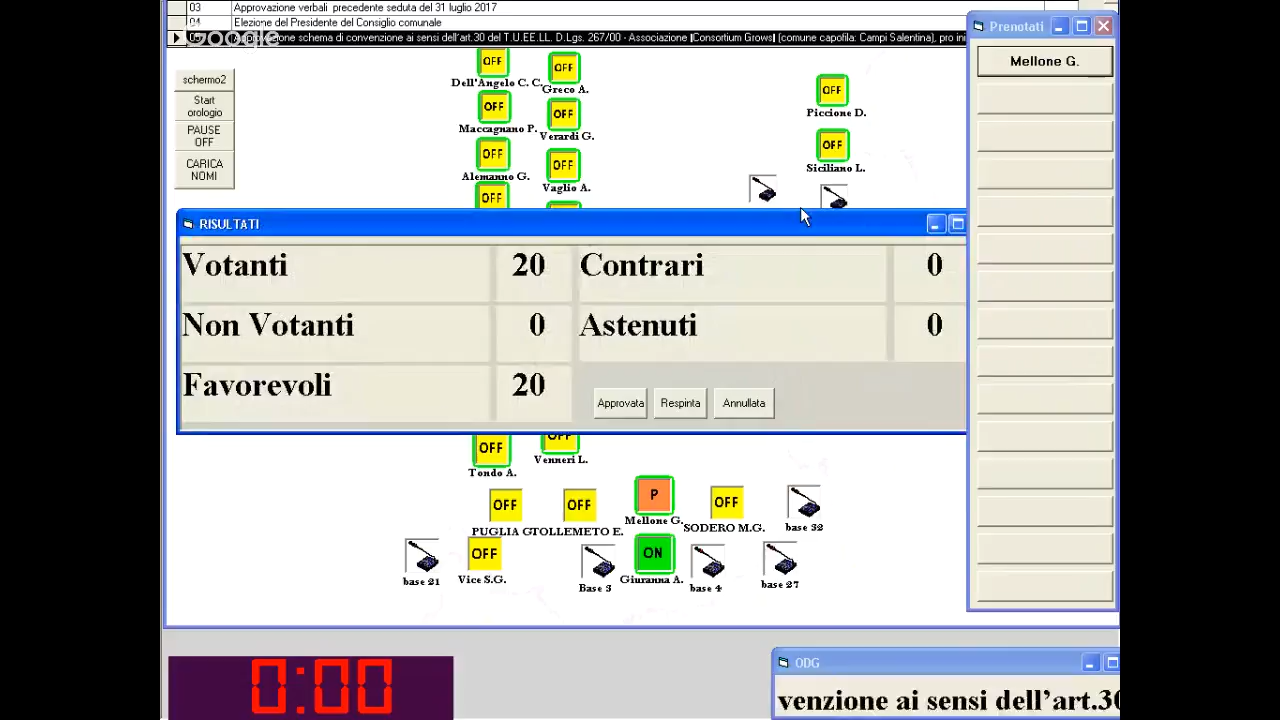 03 Approvazione verbali precedente seduta del 31 luglio 2017
04 Elezione del Presidente del Consiglio comunale
schema di convenzione ai sensi dell'art.30 del T.U.EE.LL. D.Lgs. 267/00 - Associazione |Consortium Grows| (comune capofila: Campi Salentina), pro ini
Google
Prenotati
Mellone G.
schermo2
Start
orologio
PAUSE
OFF
CARICA
NOMI
OFF
Dell'Angelo C. C.
OFF
Greco A.
OFF
Piccione D.
OFF
Maccagnano P.
OFF
Verardi G.
OFF
Siciliano L.
OFF
Alemanno G.
OFF
Vaglio A.
OFF
RISULTATI
Votanti 20 Contrari 0
Non Votanti 0 Astenuti 0
Favorevoli 20
Approvata Respinta Annullata
OFF
Tondo A.
OFF
Venneri L.
OFF OFF P OFF
PUGLIA G TOLLEMETO E. Mellone G. SODERO M.G. base 32
OFF ON
base 21 Vice S.G. Base 3 Giuranna A. base 4 base 27
0:00
ODG
venzione ai sensi dell'art.30